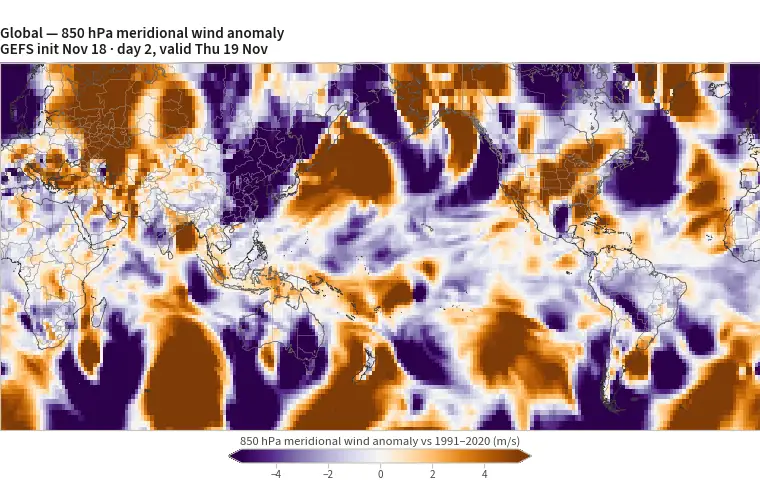 Global — 850 hPa meridional wind anomaly
GEFS init Nov 18 · day 2, valid Thu 19 Nov
850 hPa meridional wind anomaly vs 1991–2020 (m/s)
−4 −2 0 2 4